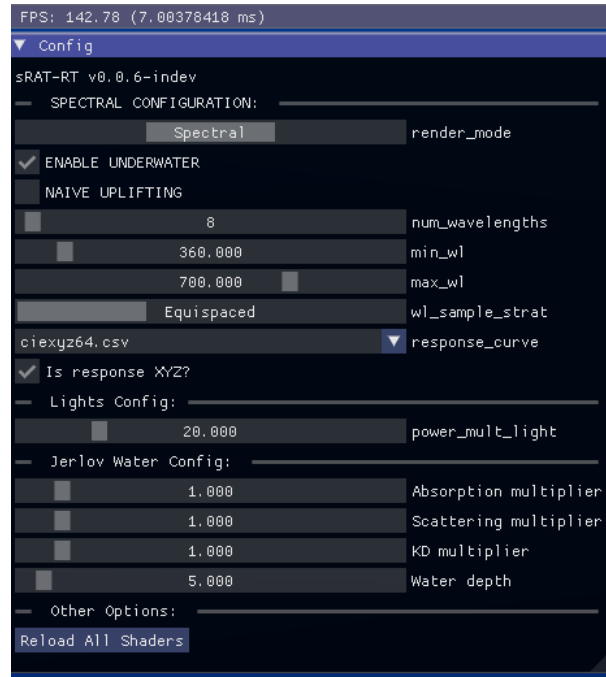 FPS: 142.78 (7.00378418 ms)
Config
sRAT-RT v0.0.6-indev
SPECTRAL CONFIGURATION:
Spectral render_mode
ENABLE UNDERWATER
NAIVE UPLIFTING
8 num_wavelengths
360.000 min_wl
700.000 max_wl
Equispaced wl_sample_strat
ciexyz64.csv response_curve
Is response XYZ?
Lights Config:
20.000 power_mult_light
Jerlov Water Config:
1.000 Absorption multiplier
1.000 Scattering multiplier
1.000 KD multiplier
5.000 Water depth
Other Options:
Reload All Shaders